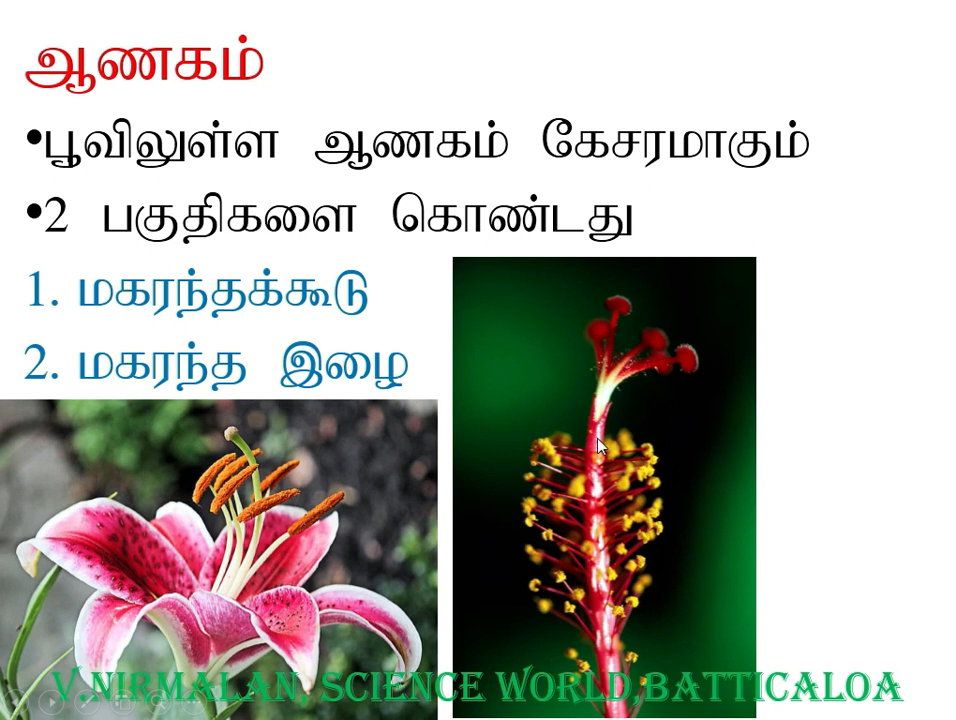 ஆணகம்
•பூவிலுள்ள ஆணகம் கேசரமாகும்
•2 பகுதிகளை கொண்டது
1. மகரந்தக்கூடு
2. மகரந்த இழை
V.NIRMALAN, SCIENCE WORLD,BATTICALOA